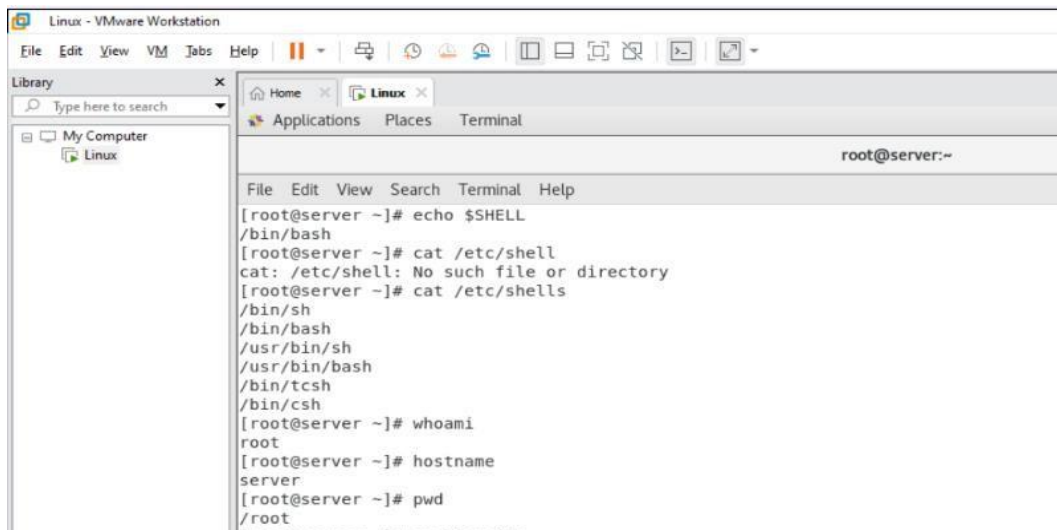 Linux - VMware Workstation
File Edit View VM Tabs Help
Library
Type here to search
My Computer
Linux
Home Linux
Applications Places Terminal
root@server:~
File Edit View Search Terminal Help
[root@server ~]# echo $SHELL
/bin/bash
[root@server ~]# cat /etc/shell
cat: /etc/shell: No such file or directory
[root@server ~]# cat /etc/shells
/bin/sh
/bin/bash
/usr/bin/sh
/usr/bin/bash
/bin/tcsh
/bin/csh
[root@server ~]# whoami
root
[root@server ~]# hostname
server
[root@server ~]# pwd
/root